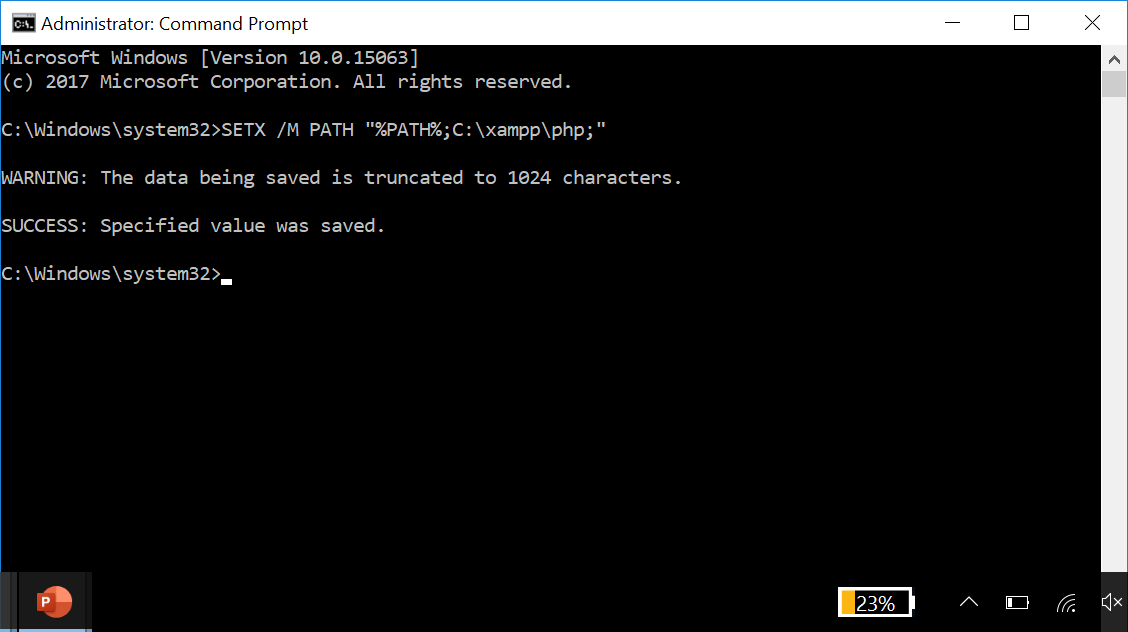 Administrator: Command Prompt
Microsoft Windows [Version 10.0.15063]
(c) 2017 Microsoft Corporation. All rights reserved.
C:\Windows\system32>SETX /M PATH "%PATH%;C:\xampp\php;"
WARNING: The data being saved is truncated to 1024 characters.
SUCCESS: Specified value was saved.
C:\Windows\system32>
P
23%